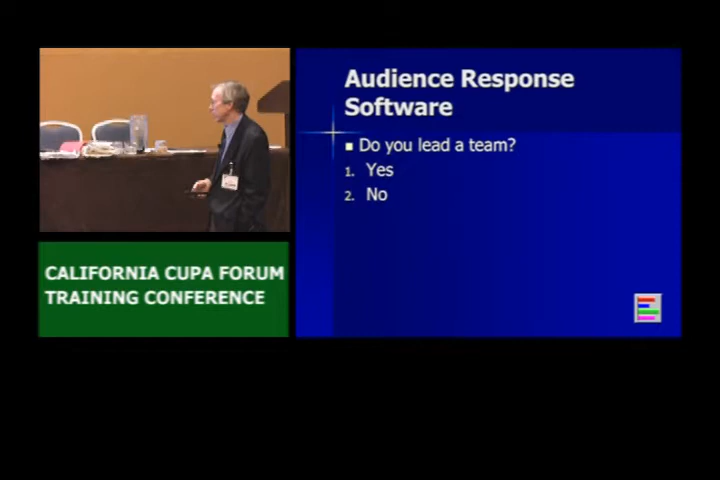 Audience Response
Software
Do you lead a team?
1. Yes
2. No
CALIFORNIA CUPA FORUM
TRAINING CONFERENCE